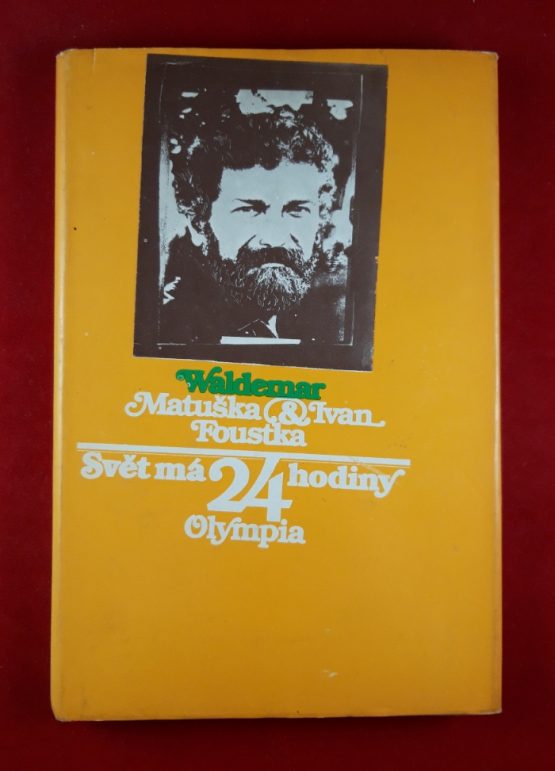 Waldemar
Matuška & Ivan
Foustka
Svět má 24 hodiny
Olympia